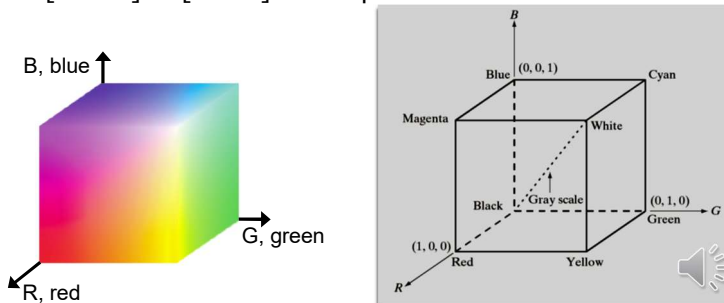 B, blue
G, green
R, red
B
Blue
(0, 0, 1)
Cyan
Magenta
White
Gray scale
Black
(0, 1, 0)
G
Green
(1, 0, 0)
Red
Yellow
R